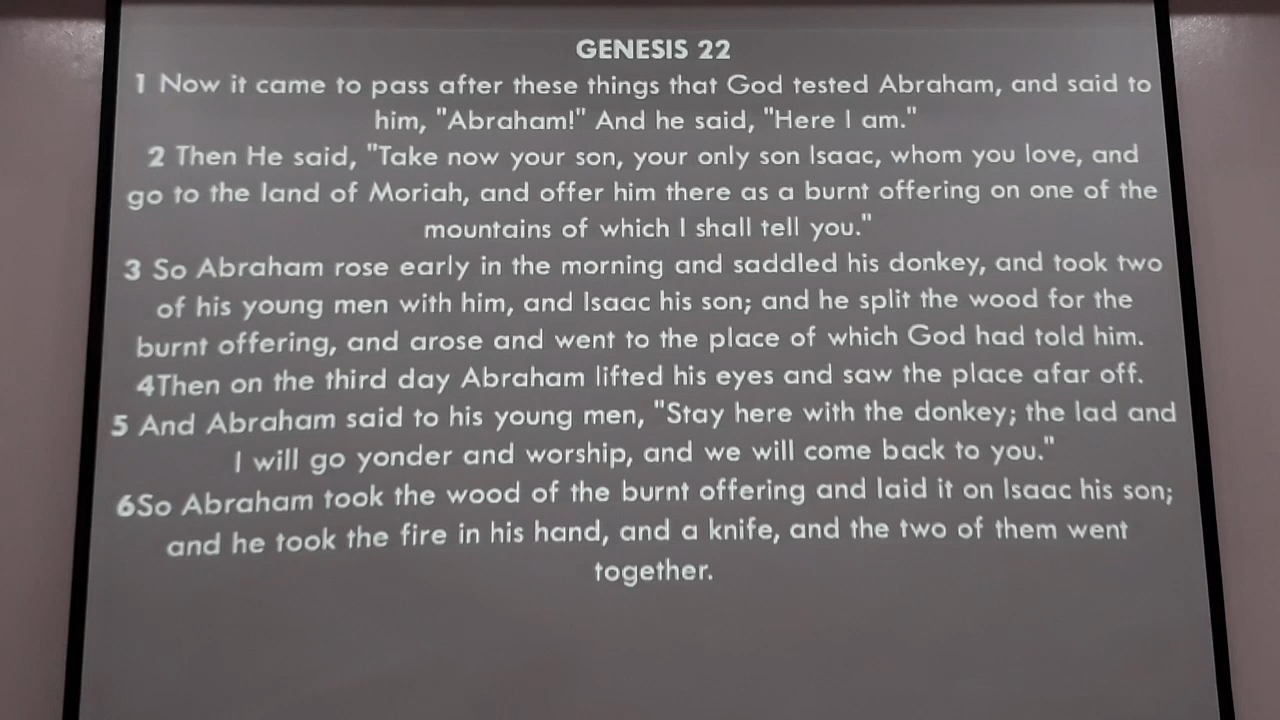 GENESIS 22
1 Now it came to pass after these things that God tested Abraham, and said to
him, "Abraham!" And he said, "Here I am."
2 Then He said, "Take now your son, your only son Isaac, whom you love, and
go to the land of Moriah, and offer him there as a burnt offering on one of the
mountains of which I shall tell you."
3 So Abraham rose early in the morning and saddled his donkey, and took two
of his young men with him, and Isaac his son; and he split the wood for the
burnt offering, and arose and went to the place of which God had told him.
4Then on the third day Abraham lifted his eyes and saw the place afar off.
5 And Abraham said to his young men, "Stay here with the donkey; the lad and
I will go yonder and worship, and we will come back to you."
6So Abraham took the wood of the burnt offering and laid it on Isaac his son;
and he took the fire in his hand, and a knife, and the two of them went
together.